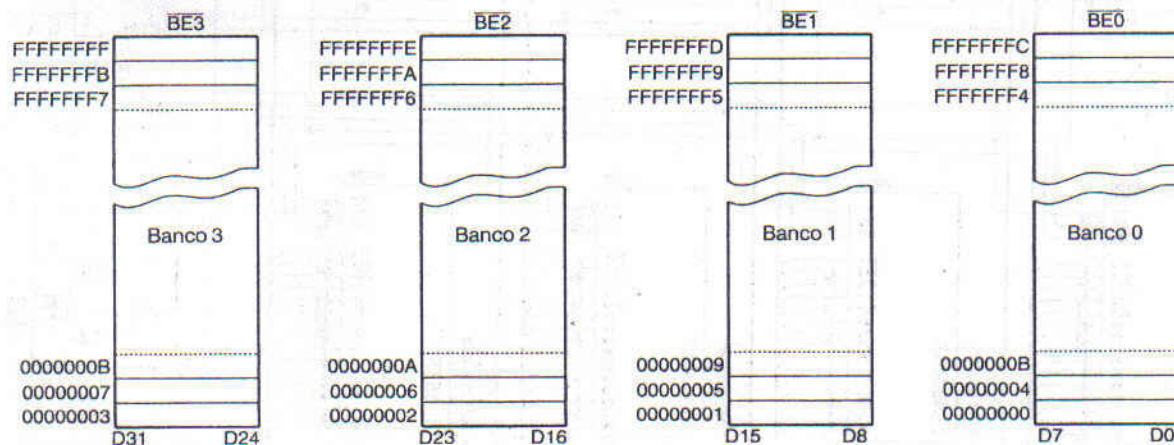 BE3 BE2 BE1 BE0
FFFFFFFF FFFFFFFE FFFFFFFD FFFFFFFC
FFFFFFFB FFFFFFFA FFFFFFF9 FFFFFFF8
FFFFFFF7 FFFFFFF6 FFFFFFF5 FFFFFFF4
Banco 3 Banco 2 Banco 1 Banco 0
0000000B 0000000A 00000009 0000000B
00000007 00000006 00000005 00000004
00000003 00000002 00000001 00000000
D31 D24 D23 D16 D15 D8 D7 D0